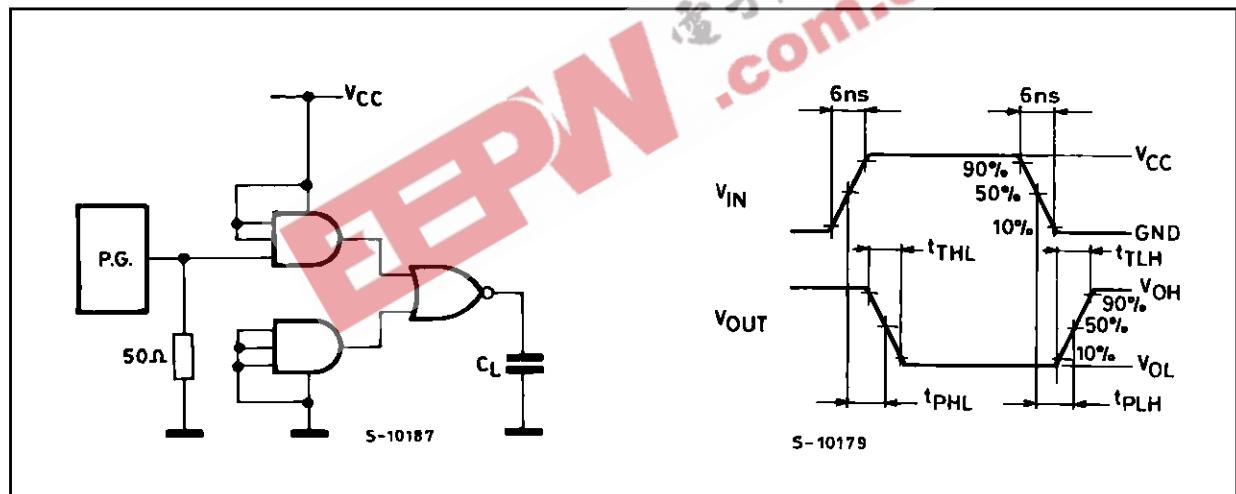 EEPW
.com.
VCC
P.G.
50Ω
CL
S-10187
6ns
6ns
VIN
90%
50%
10%
VCC
GND
tTHL
tTLH
VOUT
VOH
90%
50%
10%
VOL
tPHL
tPLH
S-10179